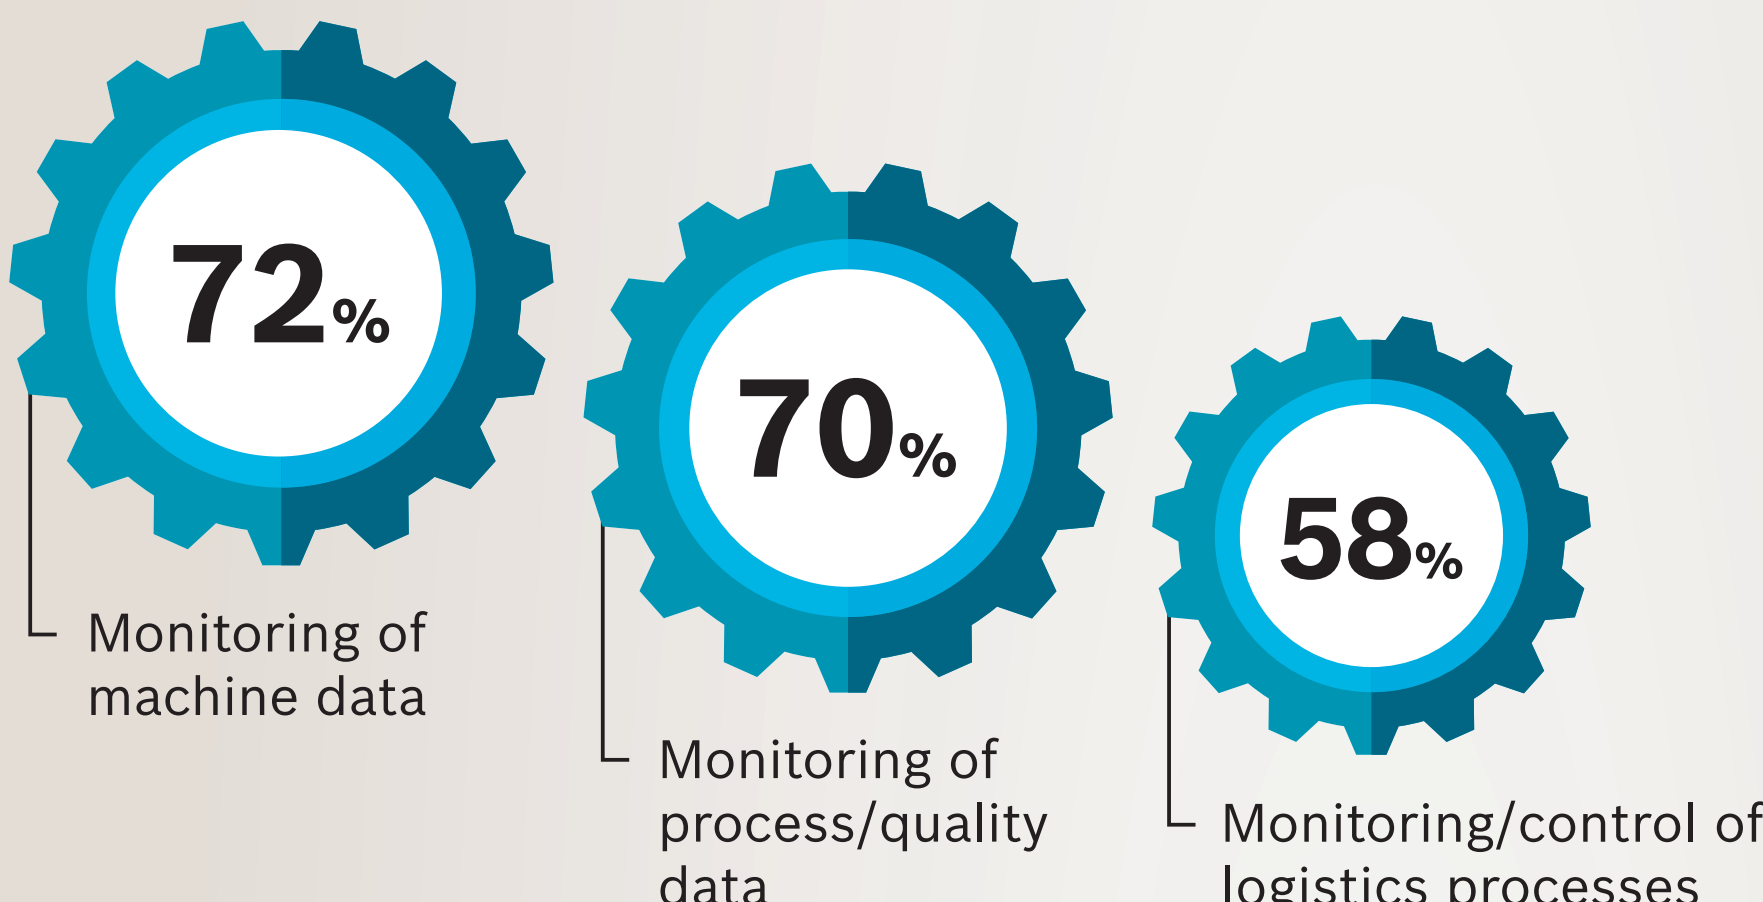 72%
Monitoring of
machine data
70%
Monitoring of
process/quality
data
58%
Monitoring/control of
logistics processes